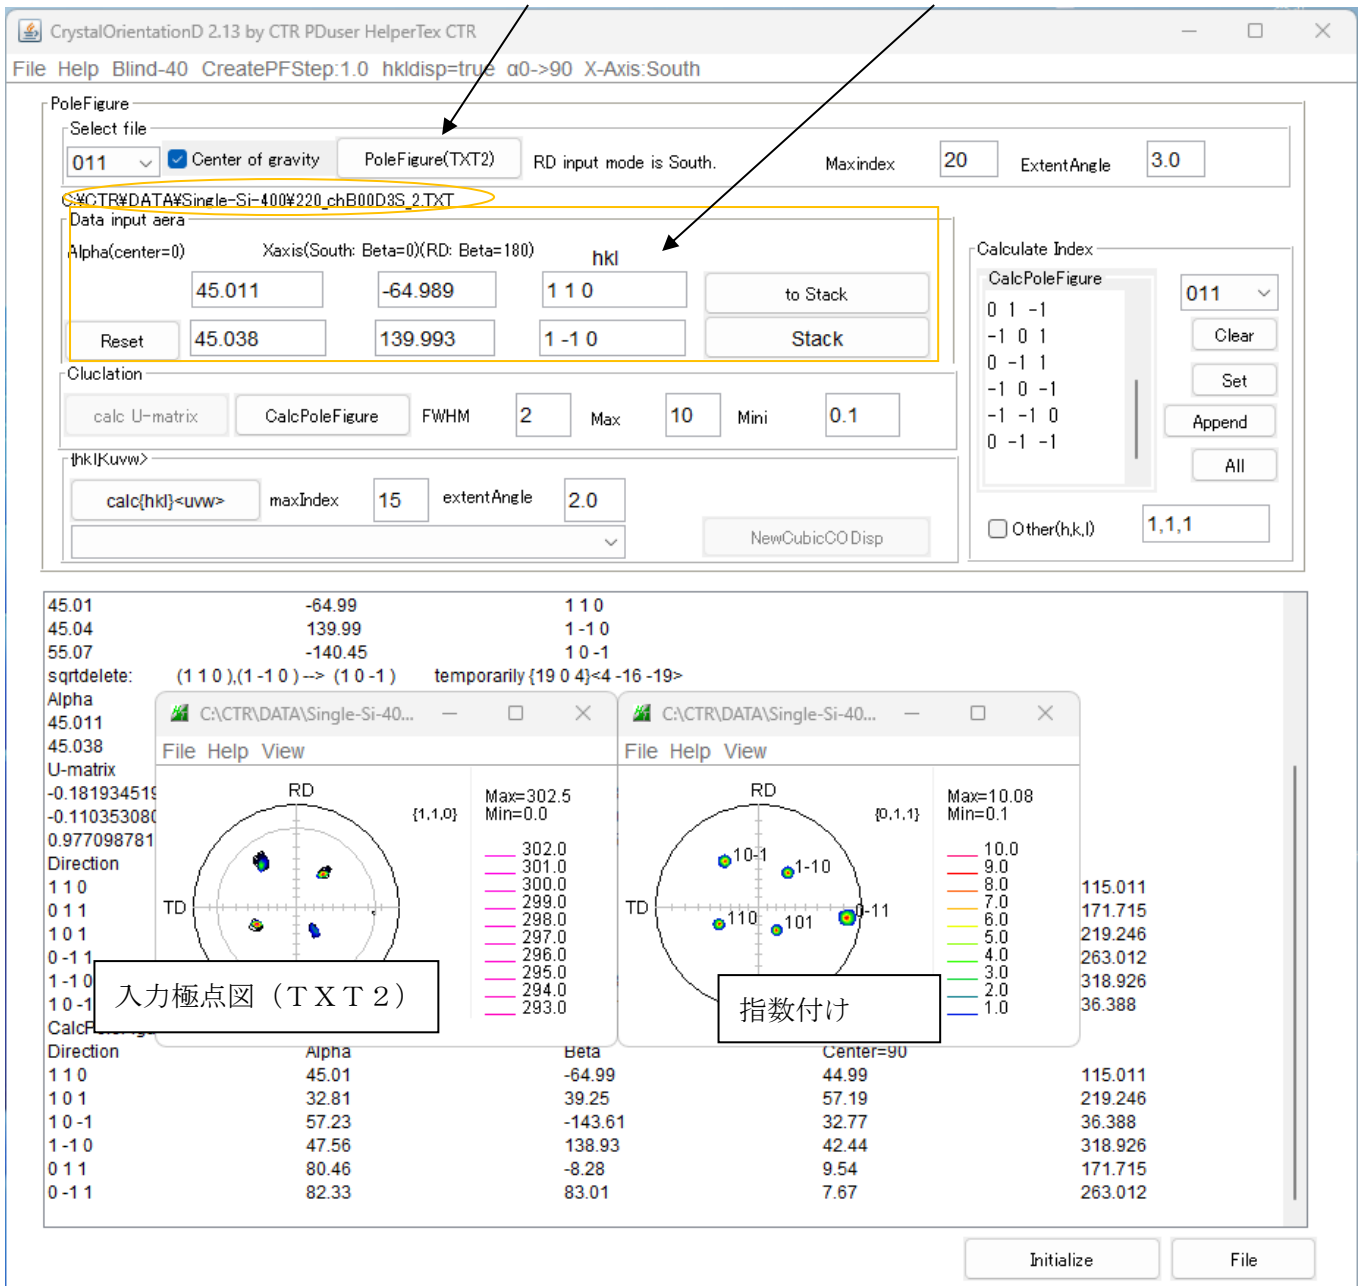 CrystalOrientationD 2.13 by CTR PDuser HelperTex CTR
File Help Blind-40 CreatePFStep:1.0 hkldisp=true α0->90 X-Axis:South
PoleFigure
Select file
011 Center of gravity PoleFigure(TXT2) RD input mode is South. Maxindex 20 ExtentAngle 3.0
C:¥CTR¥DATA¥Single-Si-400¥220_chB00D3S_2.TXT
Data input aera
Alpha(center=0) Xaxis(South: Beta=0)(RD: Beta=180) hkl
45.011 -64.989 1 1 0 to Stack
Reset 45.038 139.993 1 -1 0 Stack
Cluclation
calc U-matrix CalcPoleFigure FWHM 2 Max 10 Mini 0.1
{hkl}<uvw>
calc{hkl}<uvw> maxIndex 15 extentAngle 2.0
NewCubicCODisp
Calculate Index
CalcPoleFigure
0 1 -1
-1 0 1
0 -1 1
-1 0 -1
-1 -1 0
0 -1 -1
011
Clear
Set
Append
All
Other(h,k,l) 1,1,1
45.01 -64.99 1 1 0
45.04 139.99 1 -1 0
55.07 -140.45 1 0 -1
sqrtdelete: (1 1 0 ),(1 -1 0 ) --> (1 0 -1 ) temporarily {19 0 4}<4 -16 -19>
Alpha
45.011
45.038
U-matrix
-0.181934519
-0.110353080
0.977098781
Direction
1 1 0 115.011
0 1 1 171.715
1 0 1 219.246
0 -1 1 263.012
1 -1 0 318.926
1 0 -1 36.388
C:\CTR\DATA\Single-Si-40...
File Help View
RD
TD
{1,1,0}
Max=302.5
Min=0.0
302.0
301.0
300.0
299.0
298.0
297.0
296.0
295.0
294.0
293.0
入力極点図（ＴＸＴ２）
C:\CTR\DATA\Single-Si-40...
File Help View
RD
TD
{0,1,1}
10-1
1-10
110
101
0-11
Max=10.08
Min=0.1
10.0
9.0
8.0
7.0
6.0
5.0
4.0
3.0
2.0
1.0
指数付け
Direction Alpha Beta Center=90
1 1 0 45.01 -64.99 44.99 115.011
1 0 1 32.81 39.25 57.19 219.246
1 0 -1 57.23 -143.61 32.77 36.388
1 -1 0 47.56 138.93 42.44 318.926
0 1 1 80.46 -8.28 9.54 171.715
0 -1 1 82.33 83.01 7.67 263.012
Initialize File